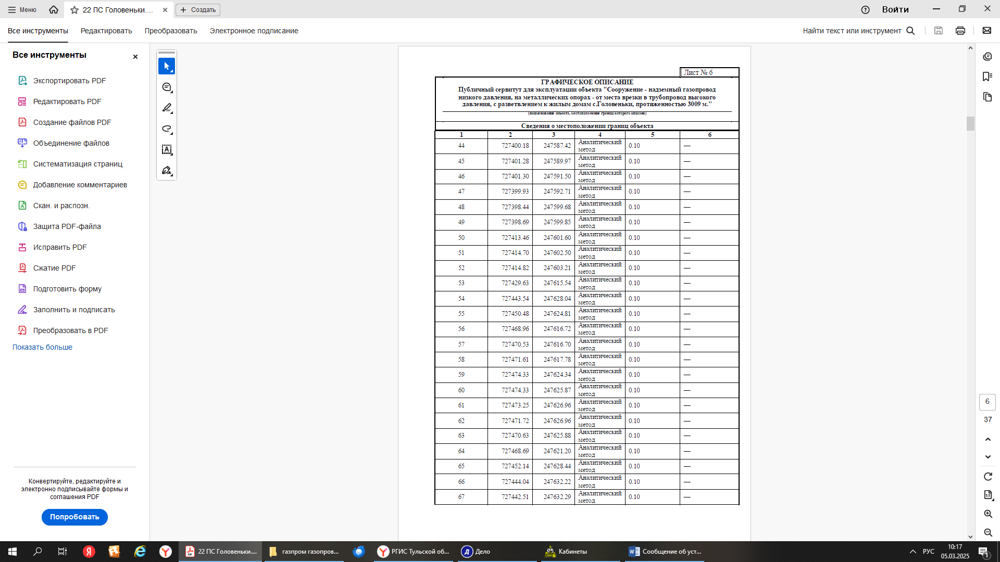 Меню
22 ПС Головеньки....
Создать
Войти
Все инструменты
Редактировать
Преобразовать
Электронное подписание
Найти текст или инструмент
Все инструменты
Экспортировать PDF
Редактировать PDF
Создание файлов PDF
Объединение файлов
Систематизация страниц
Добавление комментариев
Скан. и распозн.
Защита PDF-файла
Исправить PDF
Сжатие PDF
Подготовить форму
Заполнить и подписать
Преобразовать в PDF
Показать больше
Конвертируйте, редактируйте и
электронно подписывайте формы и
соглашения PDF
Попробовать
Лист № 6
ГРАФИЧЕСКОЕ ОПИСАНИЕ
Публичный сервитут для эксплуатации объекта "Сооружение - надземный газопровод
низкого давления, на металлических опорах - от места врезки в трубопровод высокого
давления, с разветвлением к жилым домам с.Головеньки, протяженностью 3009 м."
(наименование объекта, местоположение границ которого описано)
Сведения о местоположении границ объекта
1 2 3 4 5 6
44 727400.18 247587.42 Аналитический метод 0.10 —
45 727401.28 247589.97 Аналитический метод 0.10 —
46 727401.30 247591.50 Аналитический метод 0.10 —
47 727399.93 247592.71 Аналитический метод 0.10 —
48 727398.44 247599.68 Аналитический метод 0.10 —
49 727398.69 247599.85 Аналитический метод 0.10 —
50 727413.46 247601.60 Аналитический метод 0.10 —
51 727414.70 247602.50 Аналитический метод 0.10 —
52 727414.82 247603.21 Аналитический метод 0.10 —
53 727429.63 247615.54 Аналитический метод 0.10 —
54 727443.54 247628.04 Аналитический метод 0.10 —
55 727450.48 247624.81 Аналитический метод 0.10 —
56 727468.96 247616.72 Аналитический метод 0.10 —
57 727470.53 247616.70 Аналитический метод 0.10 —
58 727471.61 247617.78 Аналитический метод 0.10 —
59 727474.33 247624.34 Аналитический метод 0.10 —
60 727474.33 247625.87 Аналитический метод 0.10 —
61 727473.25 247626.96 Аналитический метод 0.10 —
62 727471.72 247626.96 Аналитический метод 0.10 —
63 727470.63 247625.88 Аналитический метод 0.10 —
64 727468.69 247621.20 Аналитический метод 0.10 —
65 727452.14 247628.44 Аналитический метод 0.10 —
66 727444.04 247632.22 Аналитический метод 0.10 —
67 727442.51 247632.29 Аналитический метод 0.10 —
6
37
22 ПС Головеньки....
газпром газопров...
РГИС Тульской об...
Дело
Кабинеты
Сообщение об уст...
РУС
10:17
05.03.2025
1